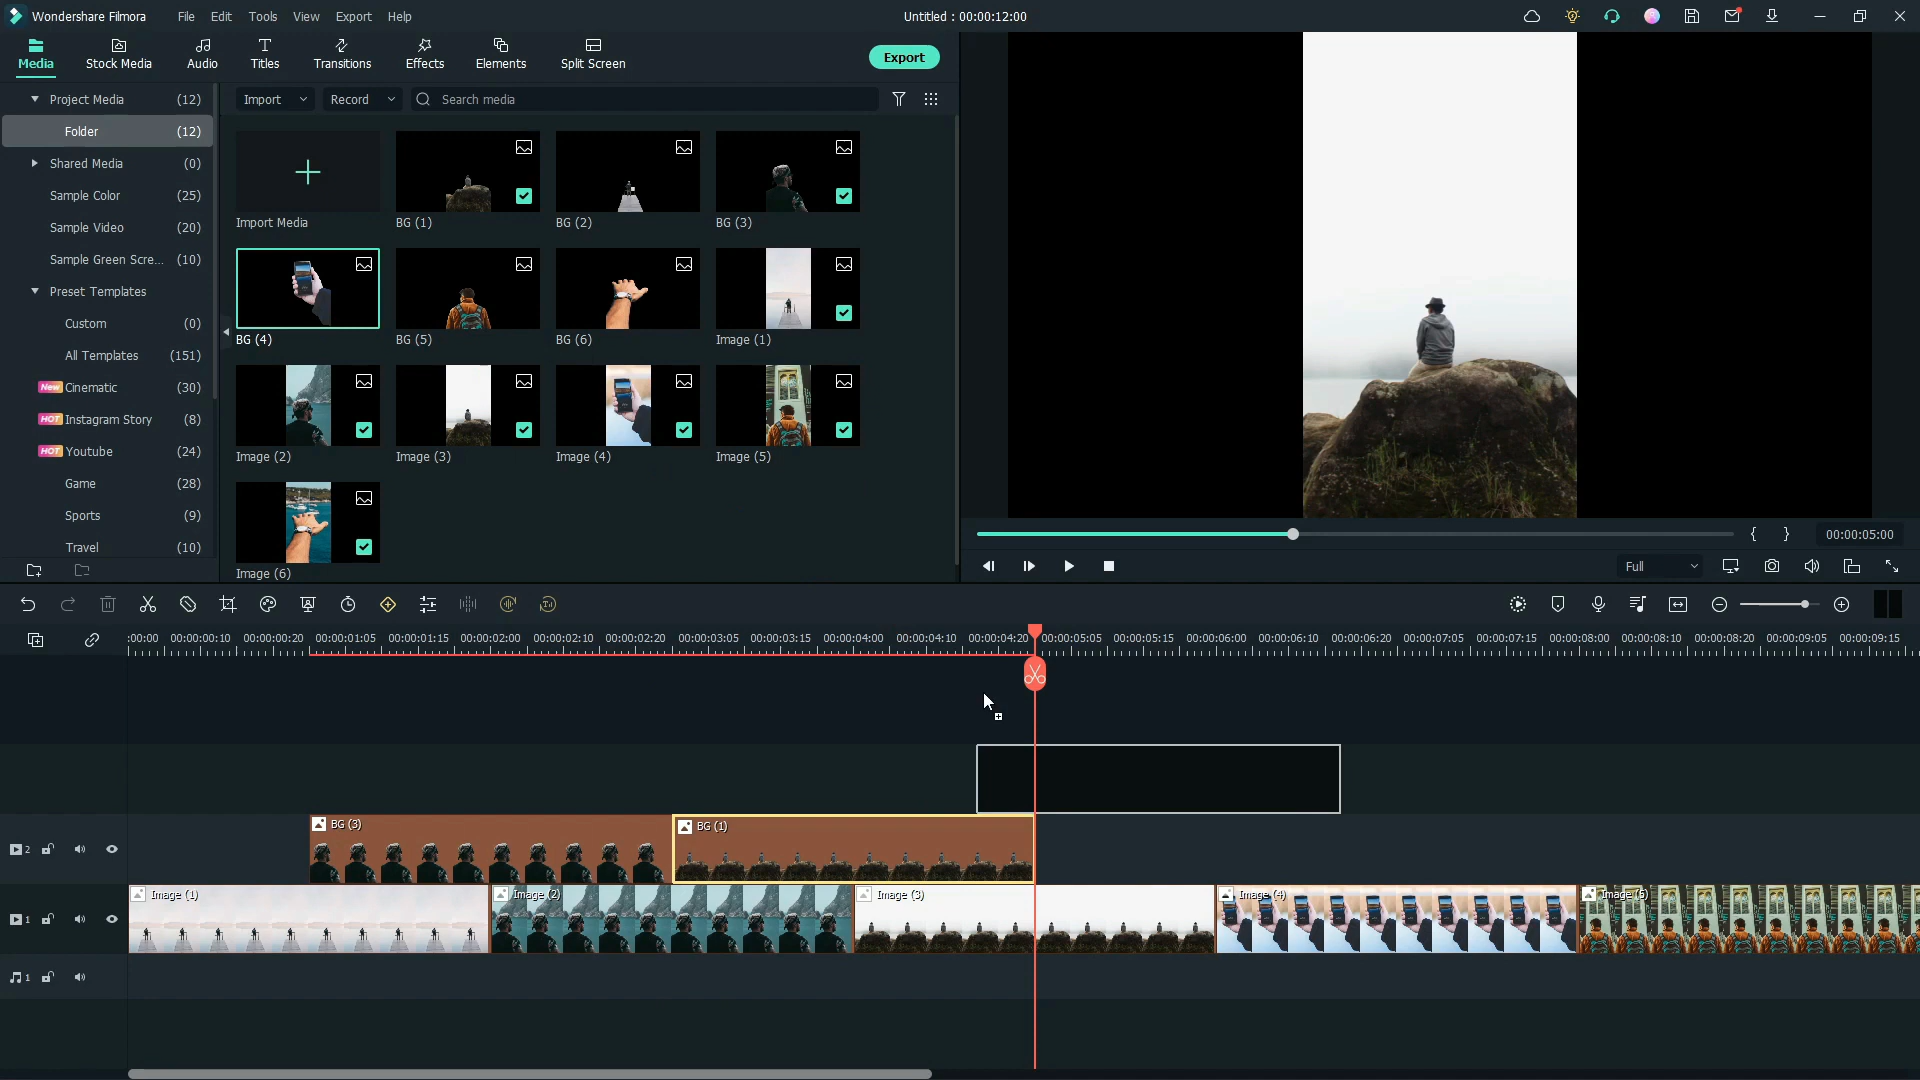 Wondershare Filmora File Edit Tools View Export Help Untitled : 00:00:12:00
Media Stock Media Audio Titles Transitions Effects Elements Split Screen Export
Project Media (12)
Folder (12)
Shared Media (0)
Sample Color (25)
Sample Video (20)
Sample Green Scre... (10)
Preset Templates
Custom (0)
All Templates (151)
New Cinematic (30)
HOT Instagram Story (8)
HOT Youtube (24)
Game (28)
Sports (9)
Travel (10)
Import Record Search media
Import Media BG (1) BG (2) BG (3)
BG (4) BG (5) BG (6) Image (1)
Image (2) Image (3) Image (4) Image (5)
Image (6)
{ } 00:00:05:00
Full
:00:00 00:00:00:10 00:00:00:20 00:00:01:05 00:00:01:15 00:00:02:00 00:00:02:10 00:00:02:20 00:00:03:05 00:00:03:15 00:00:04:00 00:00:04:10 00:00:04:20 00:00:05:05 00:00:05:15 00:00:06:00 00:00:06:10 00:00:06:20 00:00:07:05 00:00:07:15 00:00:08:00 00:00:08:10 00:00:08:20 00:00:09:05 00:00:09:15
2 BG (3) BG (1)
1 Image (1) Image (2) Image (3) Image (4) Image (5)
1